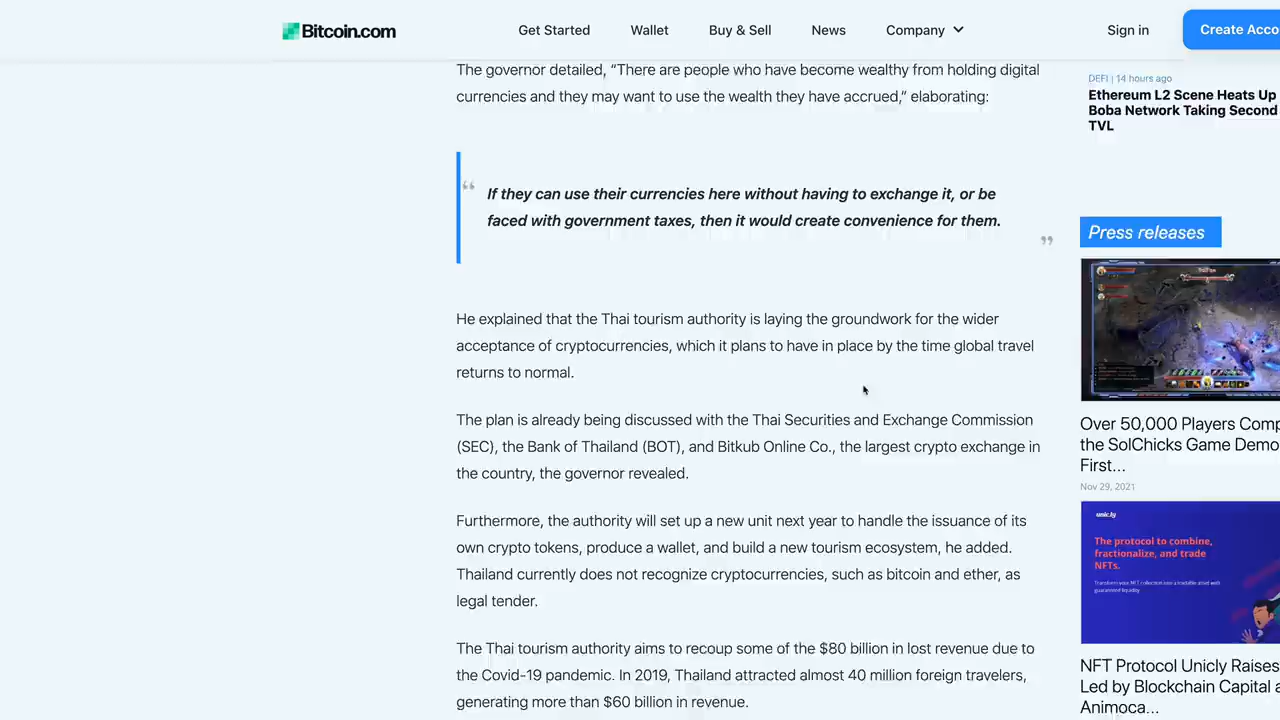 Bitcoin.com
Get Started
Wallet
Buy & Sell
News
Company
Sign in
Create Acco
The governor detailed, “There are people who have become wealthy from holding digital
currencies and they may want to use the wealth they have accrued,” elaborating:
“
If they can use their currencies here without having to exchange it, or be
faced with government taxes, then it would create convenience for them.
”
He explained that the Thai tourism authority is laying the groundwork for the wider
acceptance of cryptocurrencies, which it plans to have in place by the time global travel
returns to normal.
The plan is already being discussed with the Thai Securities and Exchange Commission
(SEC), the Bank of Thailand (BOT), and Bitkub Online Co., the largest crypto exchange in
the country, the governor revealed.
Furthermore, the authority will set up a new unit next year to handle the issuance of its
own crypto tokens, produce a wallet, and build a new tourism ecosystem, he added.
Thailand currently does not recognize cryptocurrencies, such as bitcoin and ether, as
legal tender.
The Thai tourism authority aims to recoup some of the $80 billion in lost revenue due to
the Covid-19 pandemic. In 2019, Thailand attracted almost 40 million foreign travelers,
generating more than $60 billion in revenue.
DEFI | 14 hours ago
Ethereum L2 Scene Heats Up
Boba Network Taking Second
TVL
Press releases
Over 50,000 Players Comp
the SolChicks Game Demo
First...
Nov 29, 2021
unic.ly
The protocol to combine,
fractionalize, and trade
NFTs.
Transform your NFT collection into a tradable asset with
guaranteed liquidity
NFT Protocol Unicly Raises
Led by Blockchain Capital a
Animoca...